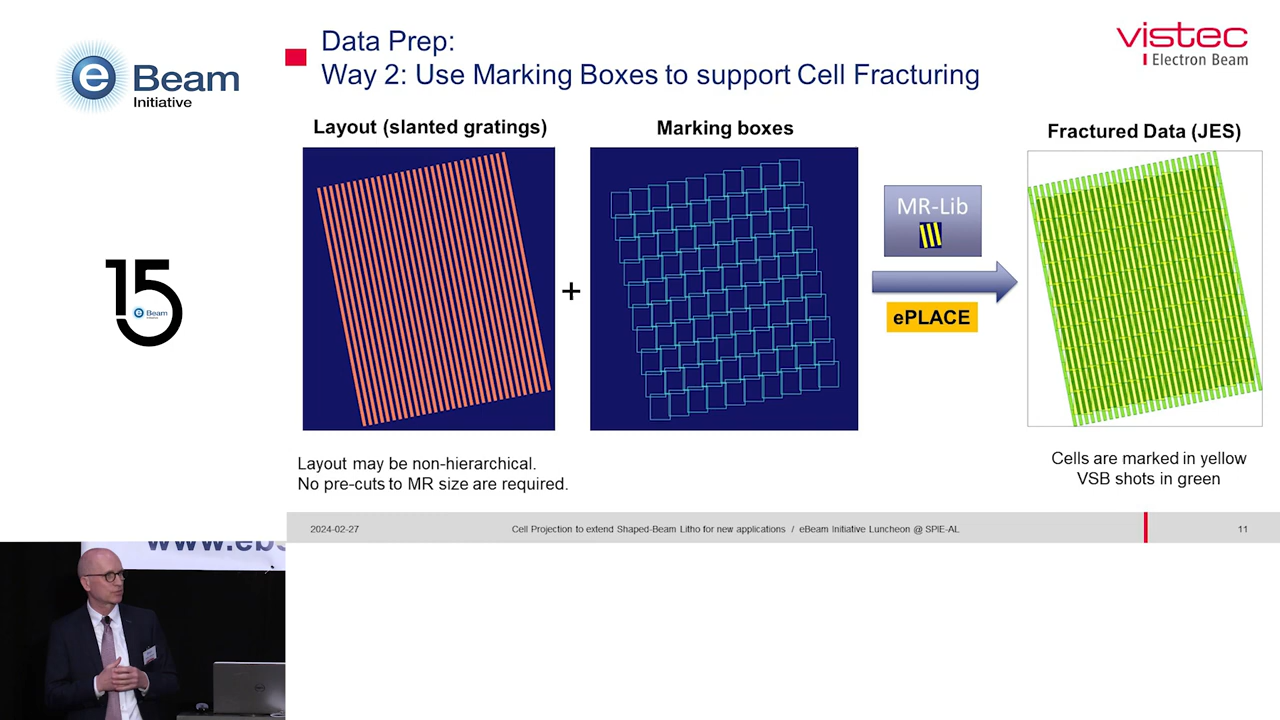 e Beam
Initiative
Data Prep:
Way 2: Use Marking Boxes to support Cell Fracturing
vistec
Electron Beam
Layout (slanted gratings)
Marking boxes
Fractured Data (JES)
MR-Lib
+
ePLACE
15
e Beam
Layout may be non-hierarchical.
No pre-cuts to MR size are required.
Cells are marked in yellow
VSB shots in green
2024-02-27
Cell Projection to extend Shaped-Beam Litho for new applications / eBeam Initiative Luncheon @ SPIE-AL
11
www.eb